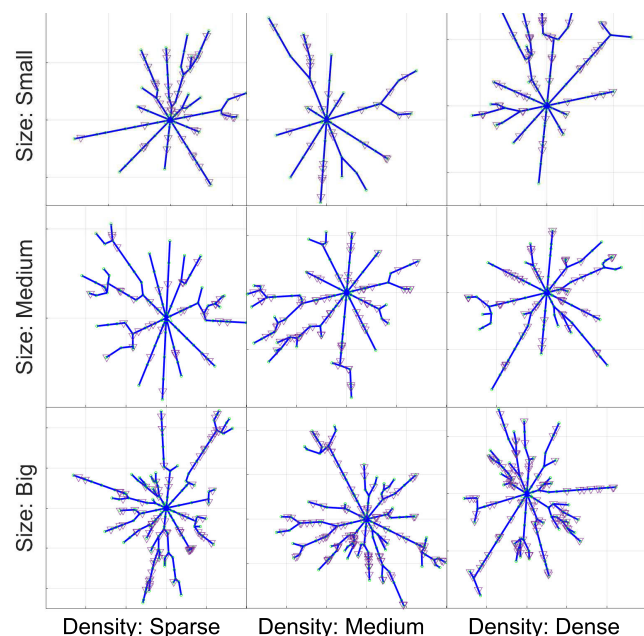 Size: Small
Size: Medium
Size: Big
Density: Sparse
Density: Medium
Density: Dense